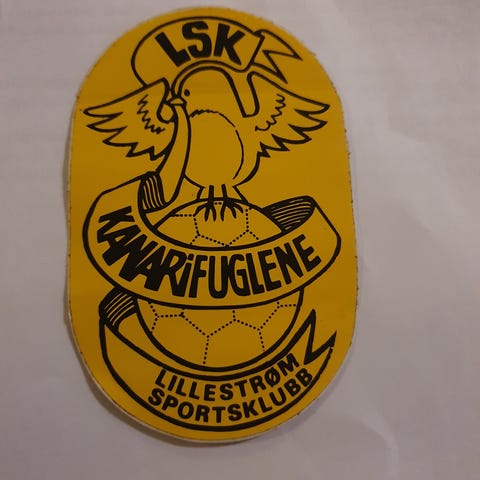 LSK
KANARiFUGLENE
LILLESTRØM
SPORTSKLUBB